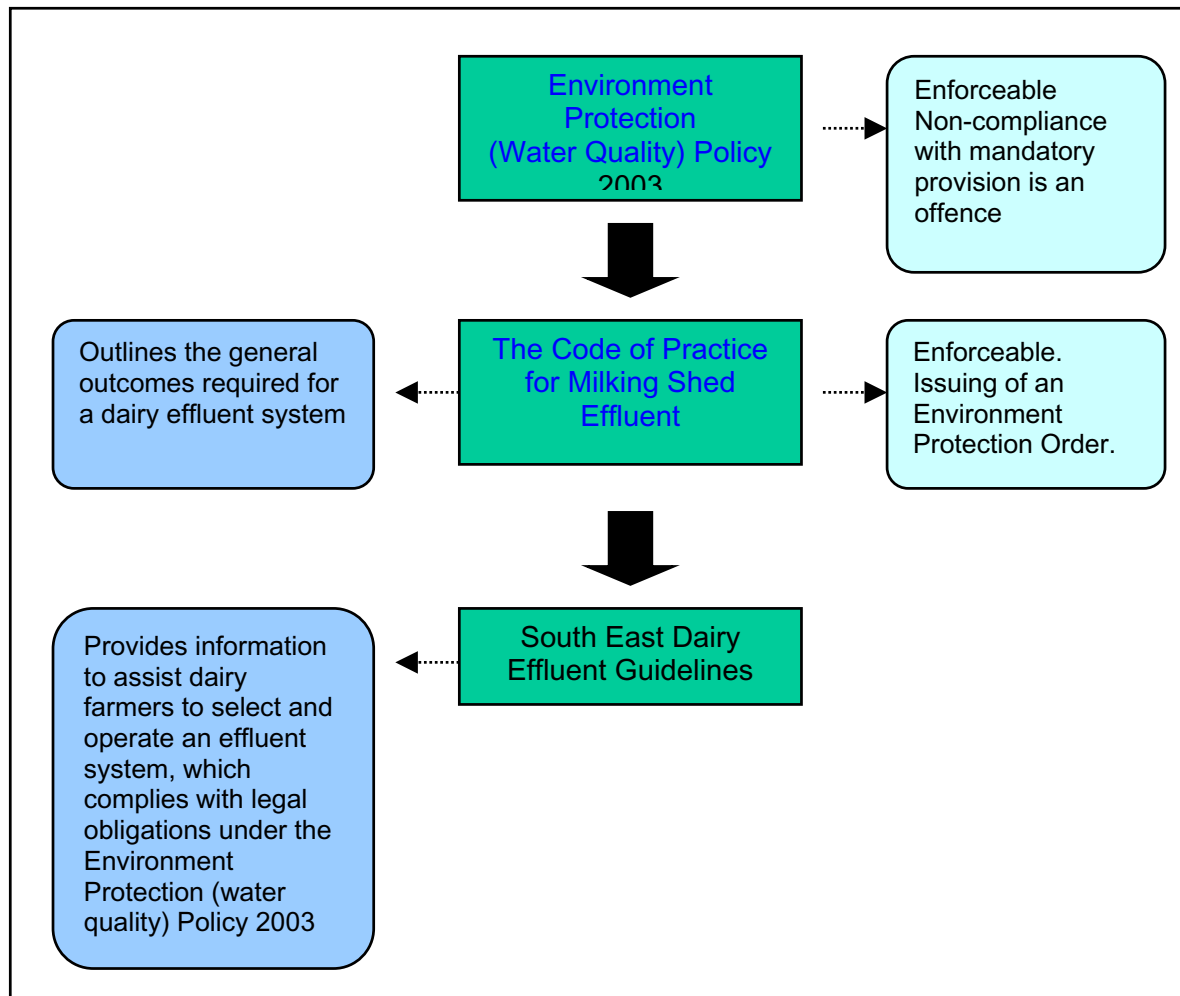 Environment
Protection
(Water Quality) Policy
2003
Enforceable
Non-compliance
with mandatory
provision is an
offence
Outlines the general
outcomes required for
a dairy effluent system
The Code of Practice
for Milking Shed
Effluent
Enforceable.
Issuing of an
Environment
Protection Order.
Provides information
to assist dairy
farmers to select and
operate an effluent
system, which
complies with legal
obligations under the
Environment
Protection (water
quality) Policy 2003
South East Dairy
Effluent Guidelines